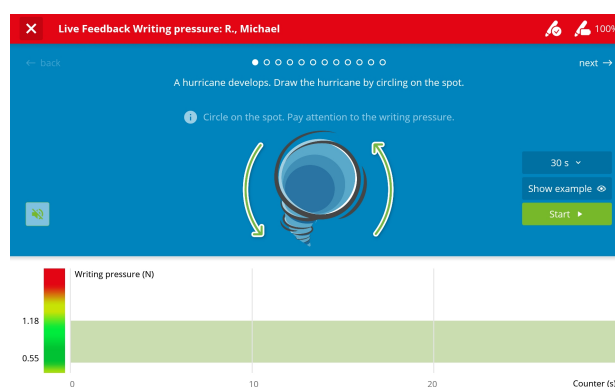 Live Feedback Writing pressure: R., Michael
100%
← back
next →
A hurricane develops. Draw the hurricane by circling on the spot.
i Circle on the spot. Pay attention to the writing pressure.
30 s
Show example
Start
Writing pressure (N)
1.18
0.55
0 10 20
Counter (s)